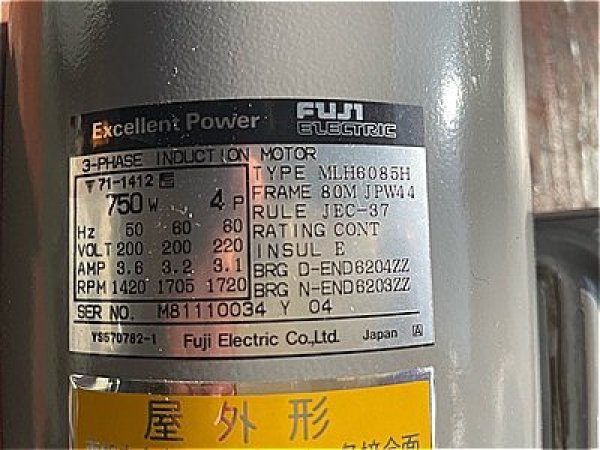 Excellent Power FUJI ELECTRIC
3-PHASE INDUCTION MOTOR
▼71-1412 E TYPE MLH6085H
750 W 4 P FRAME 80M JPW44
RULE JEC-37
Hz 50 60 60 RATING CONT
VOLT 200 200 220 INSUL E
AMP 3.6 3.2 3.1 BRG D-END6204ZZ
RPM 1420 1705 1720 BRG N-END6203ZZ
SER NO. M81110034 Y 04
YS570782-1 Fuji Electric Co.,Ltd. Japan A
屋外形